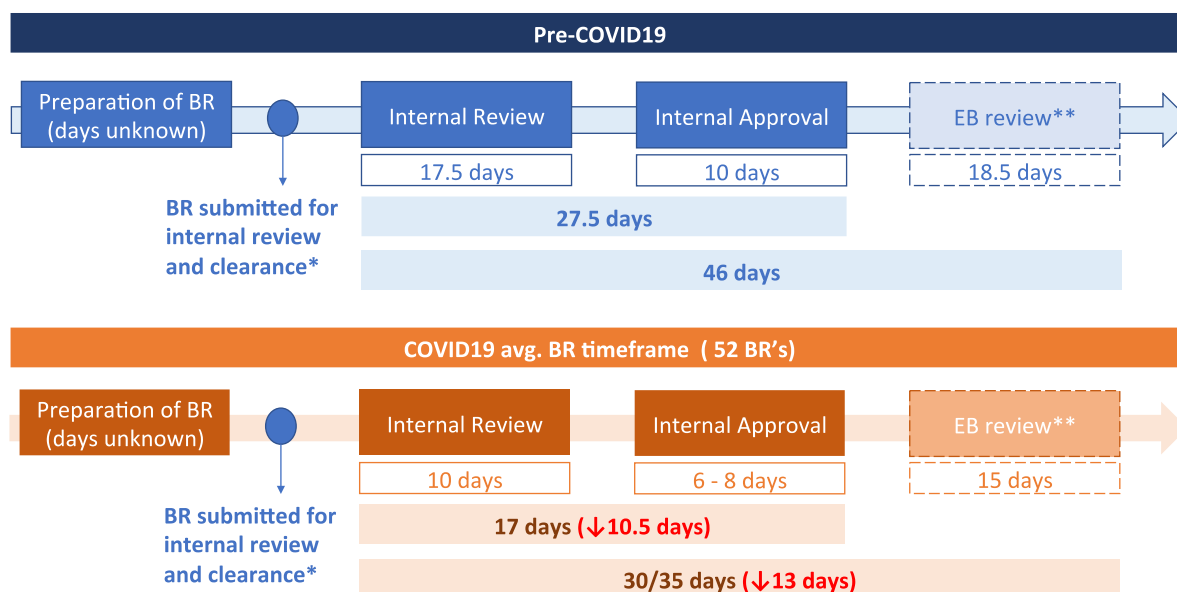 Pre-COVID19
Preparation of BR
(days unknown)
Internal Review
Internal Approval
EB review**
17.5 days
10 days
18.5 days
BR submitted for
internal review
and clearance*
27.5 days
46 days
COVID19 avg. BR timeframe ( 52 BR’s)
Preparation of BR
(days unknown)
Internal Review
Internal Approval
EB review**
10 days
6 - 8 days
15 days
BR submitted for
internal review
and clearance*
17 days (↓10.5 days)
30/35 days (↓13 days)